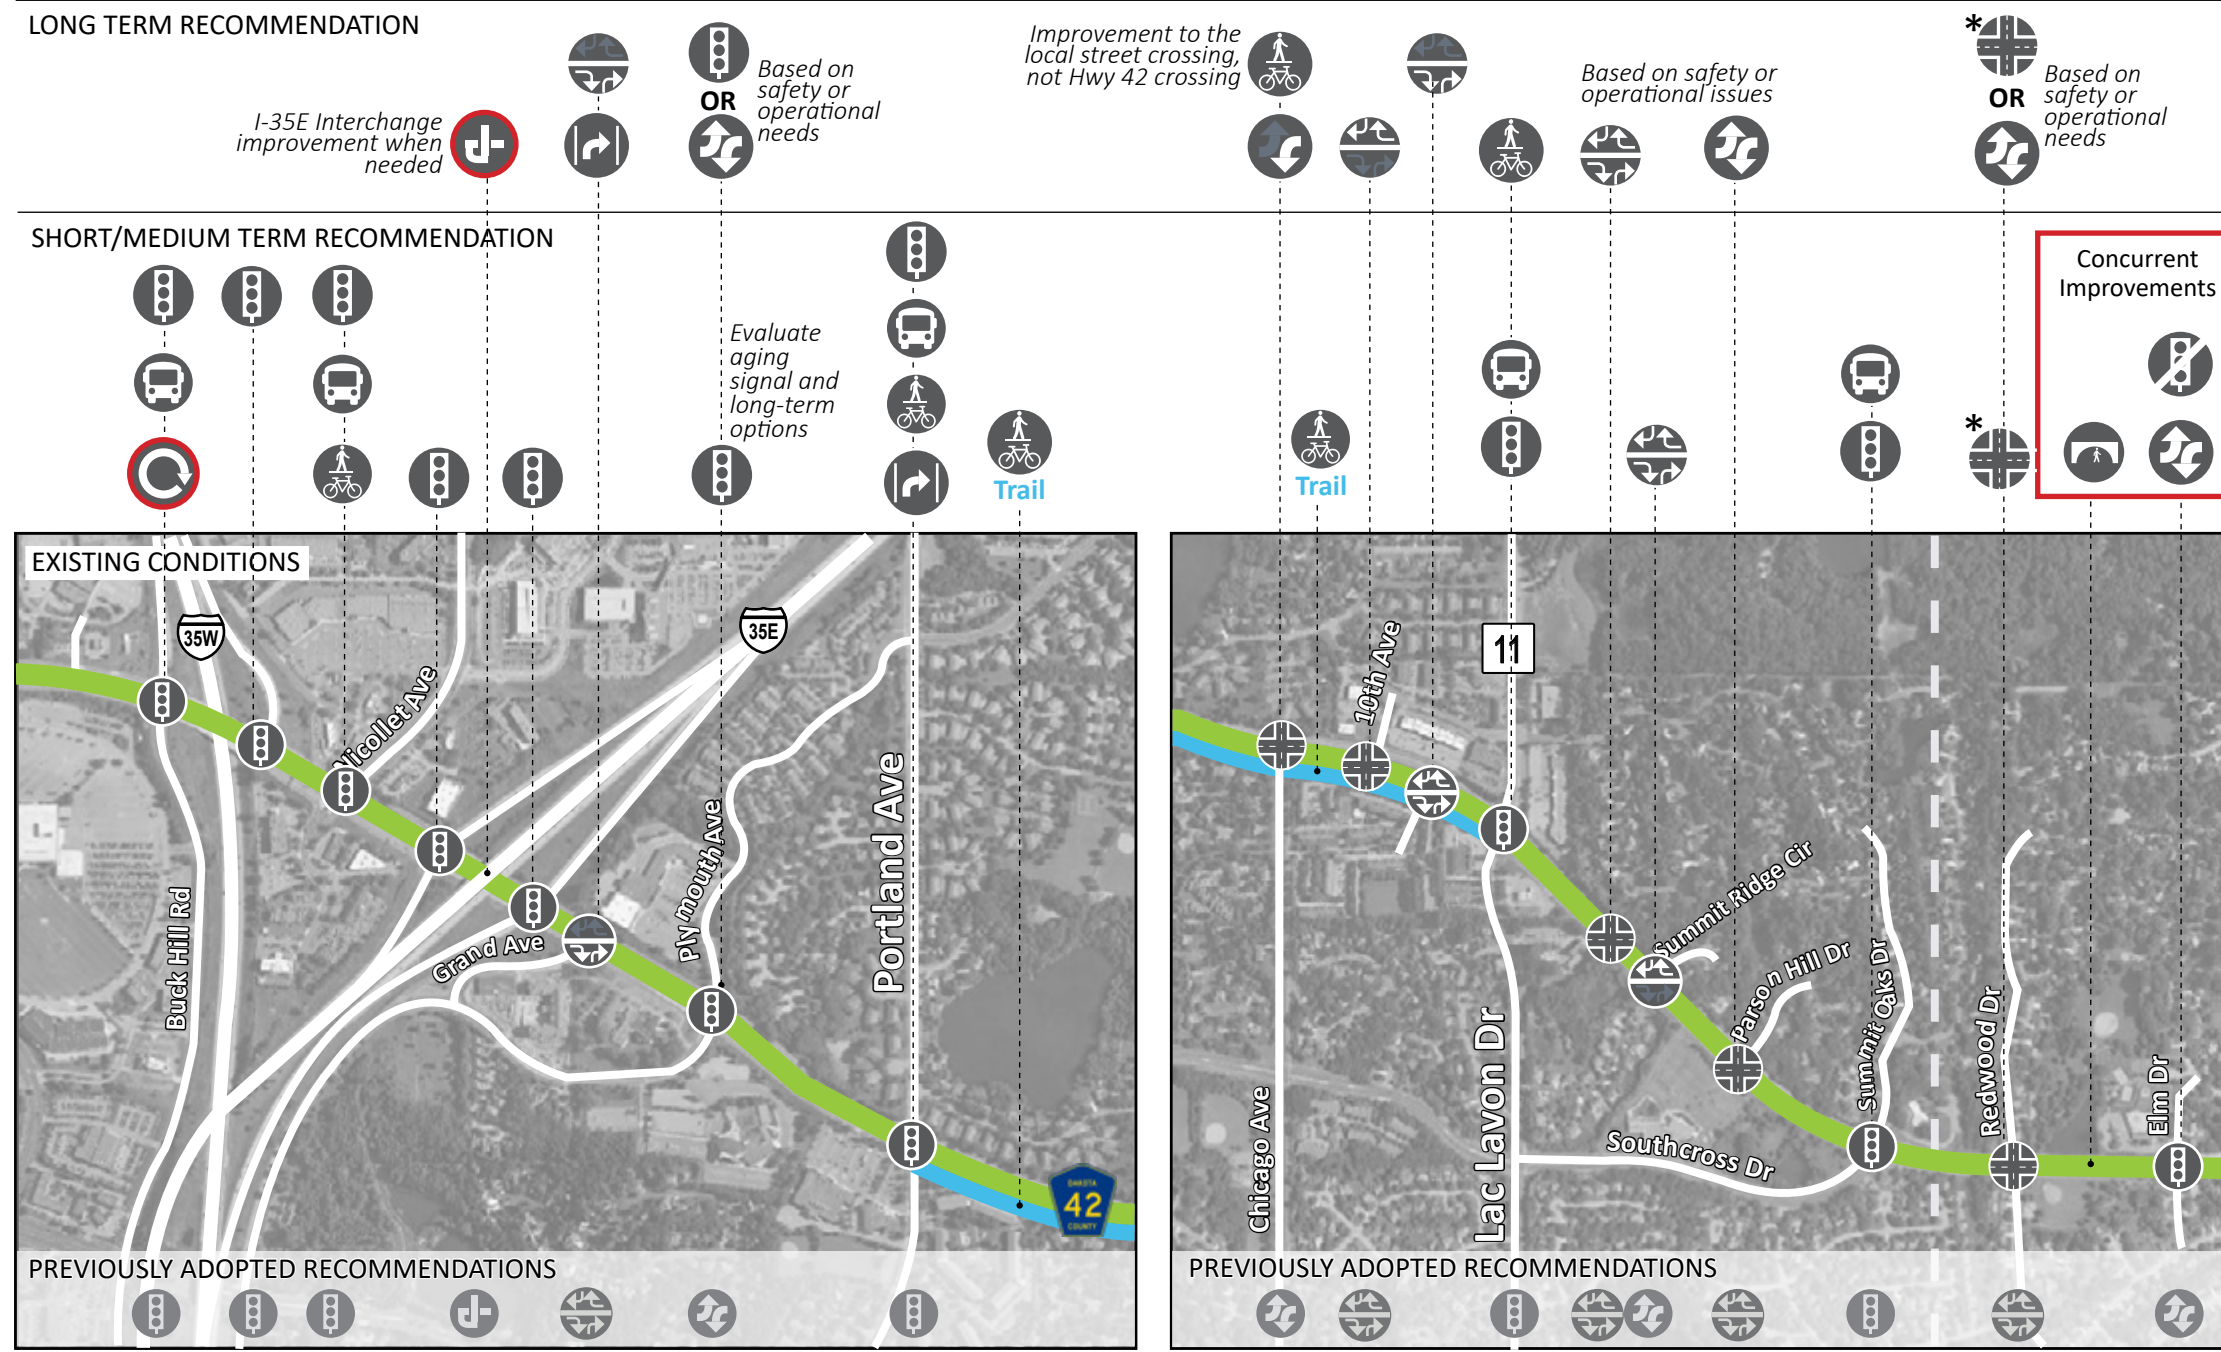 LONG TERM RECOMMENDATION
I-35E Interchange
improvement when
needed
OR
Based on
safety or
operational
needs
Improvement to the
local street crossing,
not Hwy 42 crossing
Based on safety or
operational issues
*
OR
Based on
safety or
operational
needs
SHORT/MEDIUM TERM RECOMMENDATION
Evaluate
aging
signal and
long-term
options
Trail
Trail
*
Concurrent
Improvements
EXISTING CONDITIONS
35W
35E
Nicollet Ave
Buck Hill Rd
Grand Ave
Plymouth Ave
Portland Ave
DAKOTA
42
COUNTY
10th Ave
11
Summit Ridge Cir
Parson Hill Dr
Summit Oaks Dr
Redwood Dr
Elm Dr
Chicago Ave
Lac Lavon Dr
Southcross Dr
PREVIOUSLY ADOPTED RECOMMENDATIONS
PREVIOUSLY ADOPTED RECOMMENDATIONS